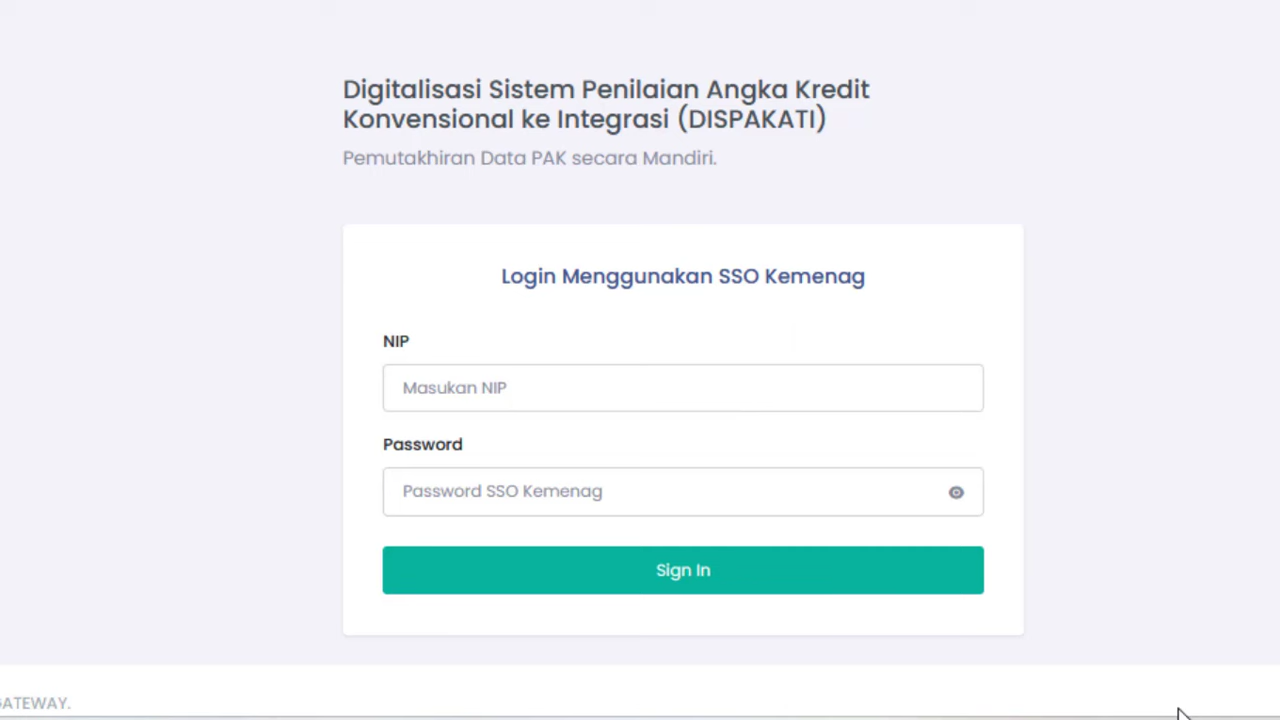 Digitalisasi Sistem Penilaian Angka Kredit
Konvensional ke Integrasi (DISPAKATI)
Pemutakhiran Data PAK secara Mandiri.
Login Menggunakan SSO Kemenag
NIP
Masukan NIP
Password
Password SSO Kemenag
Sign In